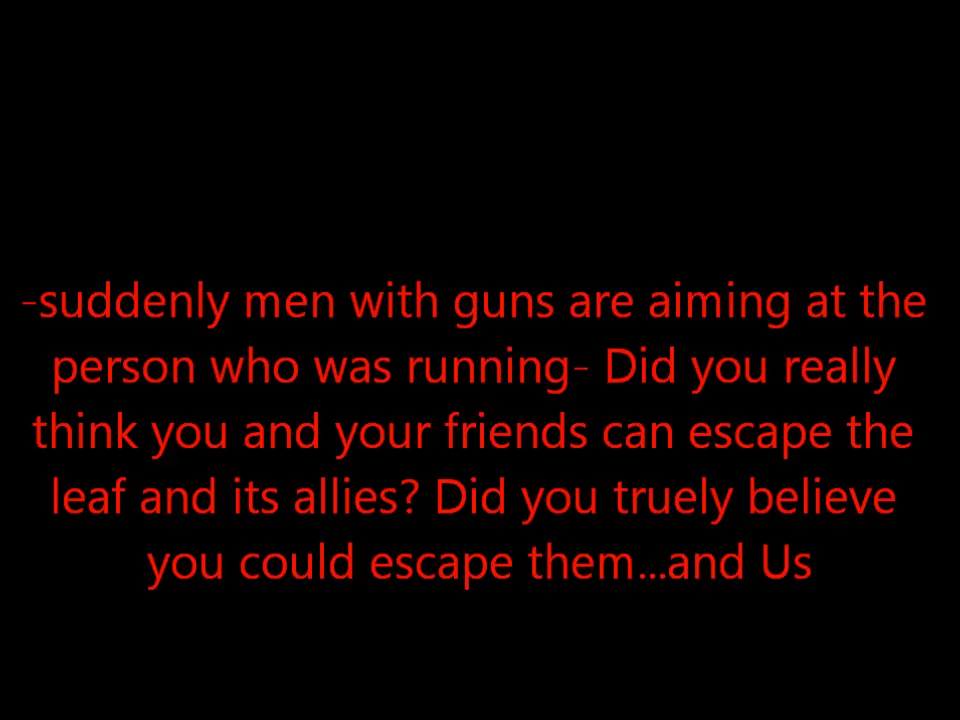 -suddenly men with guns are aiming at the
person who was running- Did you really
think you and your friends can escape the
leaf and its allies? Did you truely believe
you could escape them...and Us